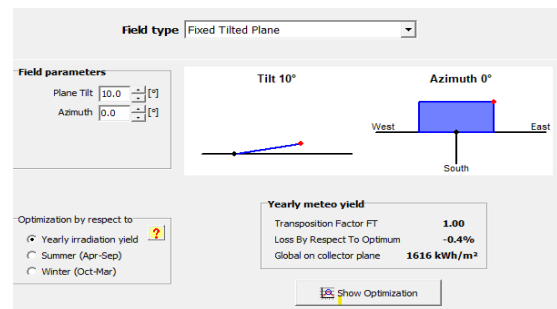 Field type Fixed Tilted Plane
Field parameters
Plane Tilt 10.0 [°]
Azimuth 0.0 [°]
Tilt 10°
Azimuth 0°
West East
South
Optimization by respect to
Yearly irradiation yield ?
Summer (Apr-Sep)
Winter (Oct-Mar)
Yearly meteo yield
Transposition Factor FT 1.00
Loss By Respect To Optimum -0.4%
Global on collector plane 1616 kWh/m²
Show Optimization